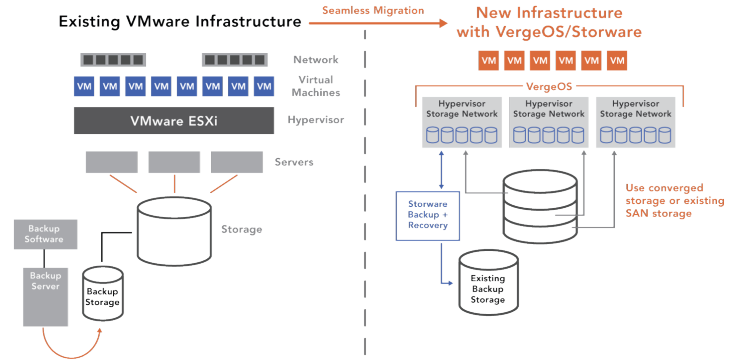 Existing VMware Infrastructure
Seamless Migration
New Infrastructure
with VergeOS/Storware
Network
VM VM VM VM VM VM VM VM
Virtual
Machines
VMware ESXi
Hypervisor
Servers
Storage
Backup
Software
Backup
Server
Backup
Storage
VM VM VM VM VM VM
VergeOS
Hypervisor
Storage Network
Hypervisor
Storage Network
Hypervisor
Storage Network
Storware
Backup +
Recovery
Use converged
storage or existing
SAN storage
Existing
Backup
Storage